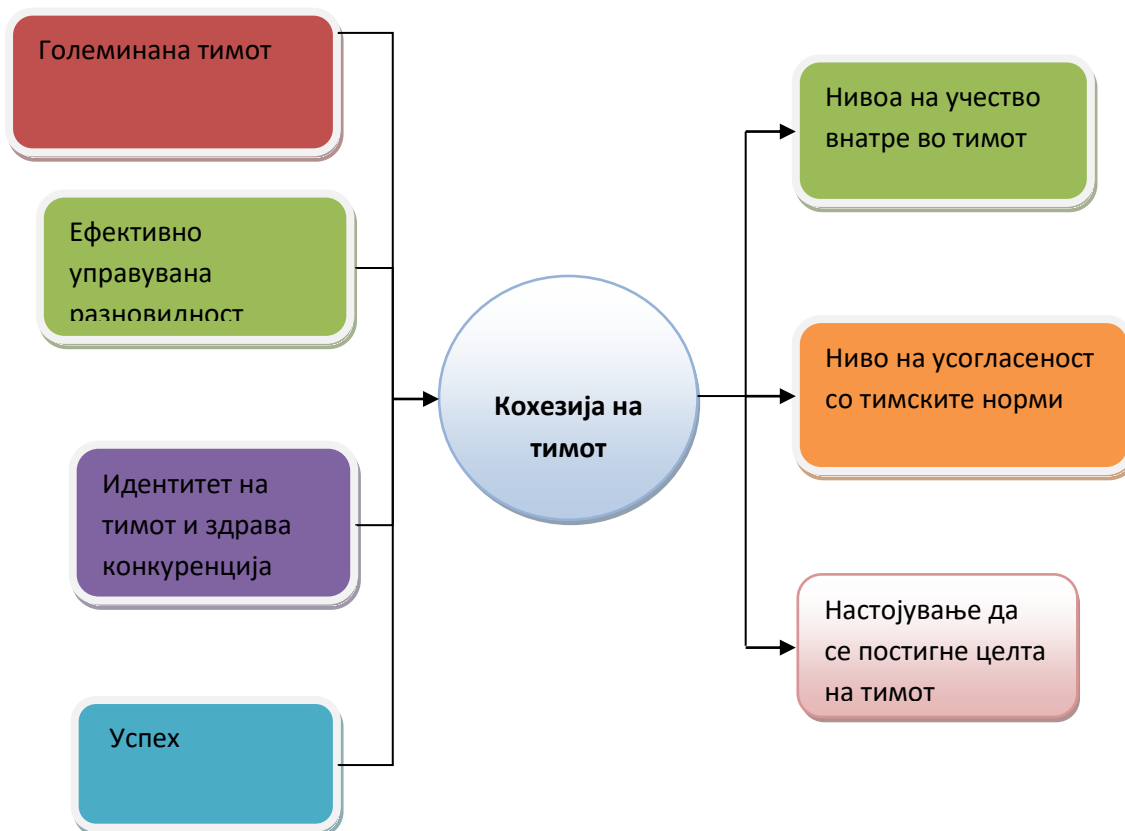 Големинана тимот
Ефективно
управувана
разновидност
Идентитет на
тимот и здрава
конкуренција
Успех
Кохезија на
тимот
Нивоа на учество
внатре во тимот
Ниво на усогласеност
со тимските норми
Настојување да
се постигне целта
на тимот